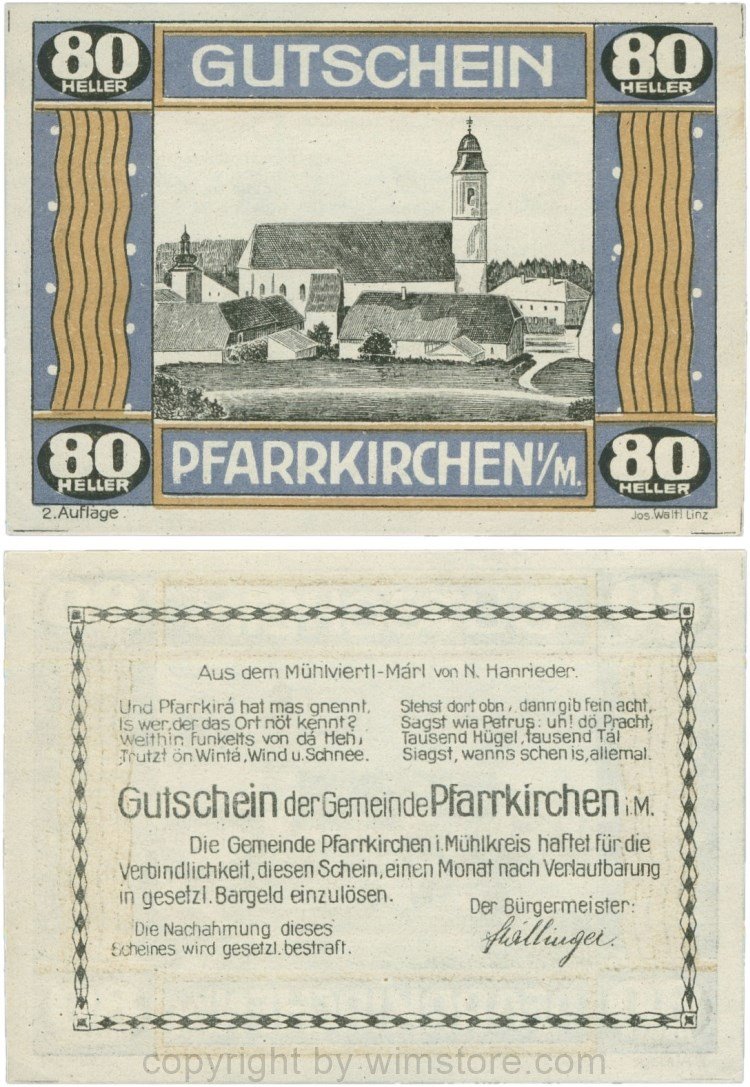 80 HELLER
GUTSCHEIN
80 HELLER
80 HELLER
PFARRKIRCHEN i/M.
80 HELLER
2. Auflage.
Jos. Waltl Linz
Aus dem Mühlviertl-Márl von N. Hanrieder.
Und Pfarrkirá hat mas gnennt,
Is wer, der das Ort nöt kennt?
Weithin funkelts von dá Heh,
Trutzt ön Wintá, Wind u. Schnee.
Stehst dort obn, dann gib fein acht,
Sagst wia Petrus: uh! dö Pracht,
Tausend Hügel, tausend Tál
Siagst, wanns schen is, allemal.
Gutschein der Gemeinde Pfarrkirchen i. M.
Die Gemeinde Pfarrkirchen i. Mühlkreis haftet für die
Verbindlichkeit, diesen Schein, einen Monat nach Verlautbarung
in gesetzl. Bargeld einzulösen.
Der Bürgermeister:
Die Nachahmung dieses
Scheines wird gesetzl. bestraft.
copyright by wimstore.com